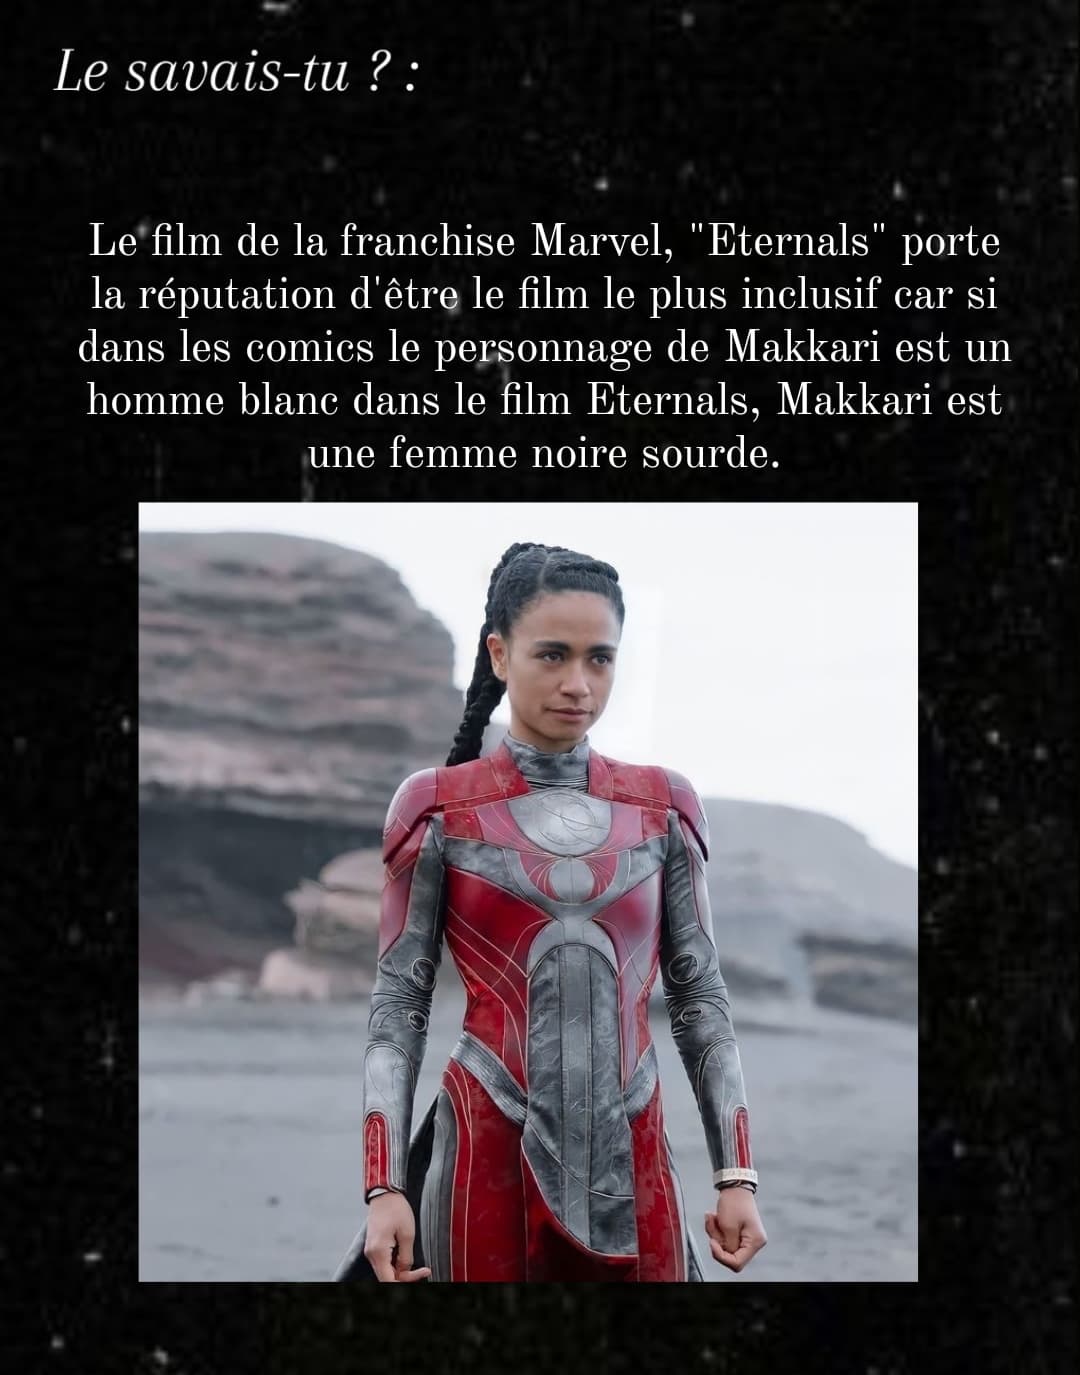 Le savais-tu ? :
Le film de la franchise Marvel, "Eternals" porte
la réputation d'être le film le plus inclusif car si
dans les comics le personnage de Makkari est un
homme blanc dans le film Eternals, Makkari est
une femme noire sourde.